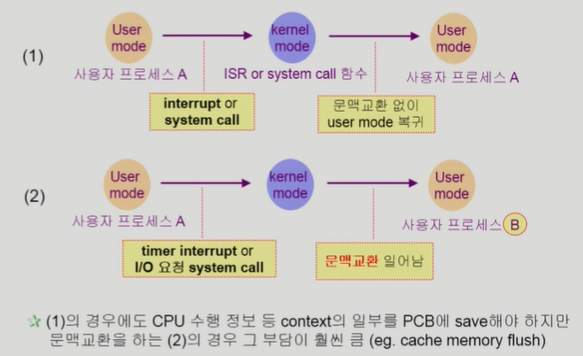 (1)
User mode
kernel mode
User mode
사용자 프로세스 A
ISR or system call 함수
사용자 프로세스 A
interrupt or
system call
문맥교환 없이
user mode 복귀
(2)
User mode
kernel mode
User mode
사용자 프로세스 A
사용자 프로세스 B
timer interrupt or
I/O 요청 system call
문맥교환 일어남
☆ (1)의 경우에도 CPU 수행 정보 등 context의 일부를 PCB에 save해야 하지만
문맥교환을 하는 (2)의 경우 그 부담이 훨씬 큼 (eg. cache memory flush)